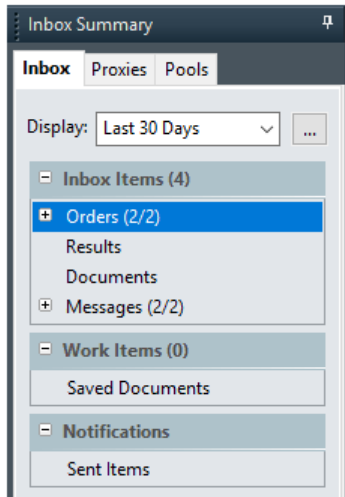 Inbox Summary
Inbox Proxies Pools
Display: Last 30 Days ...
Inbox Items (4)
Orders (2/2)
Results
Documents
Messages (2/2)
Work Items (0)
Saved Documents
Notifications
Sent Items